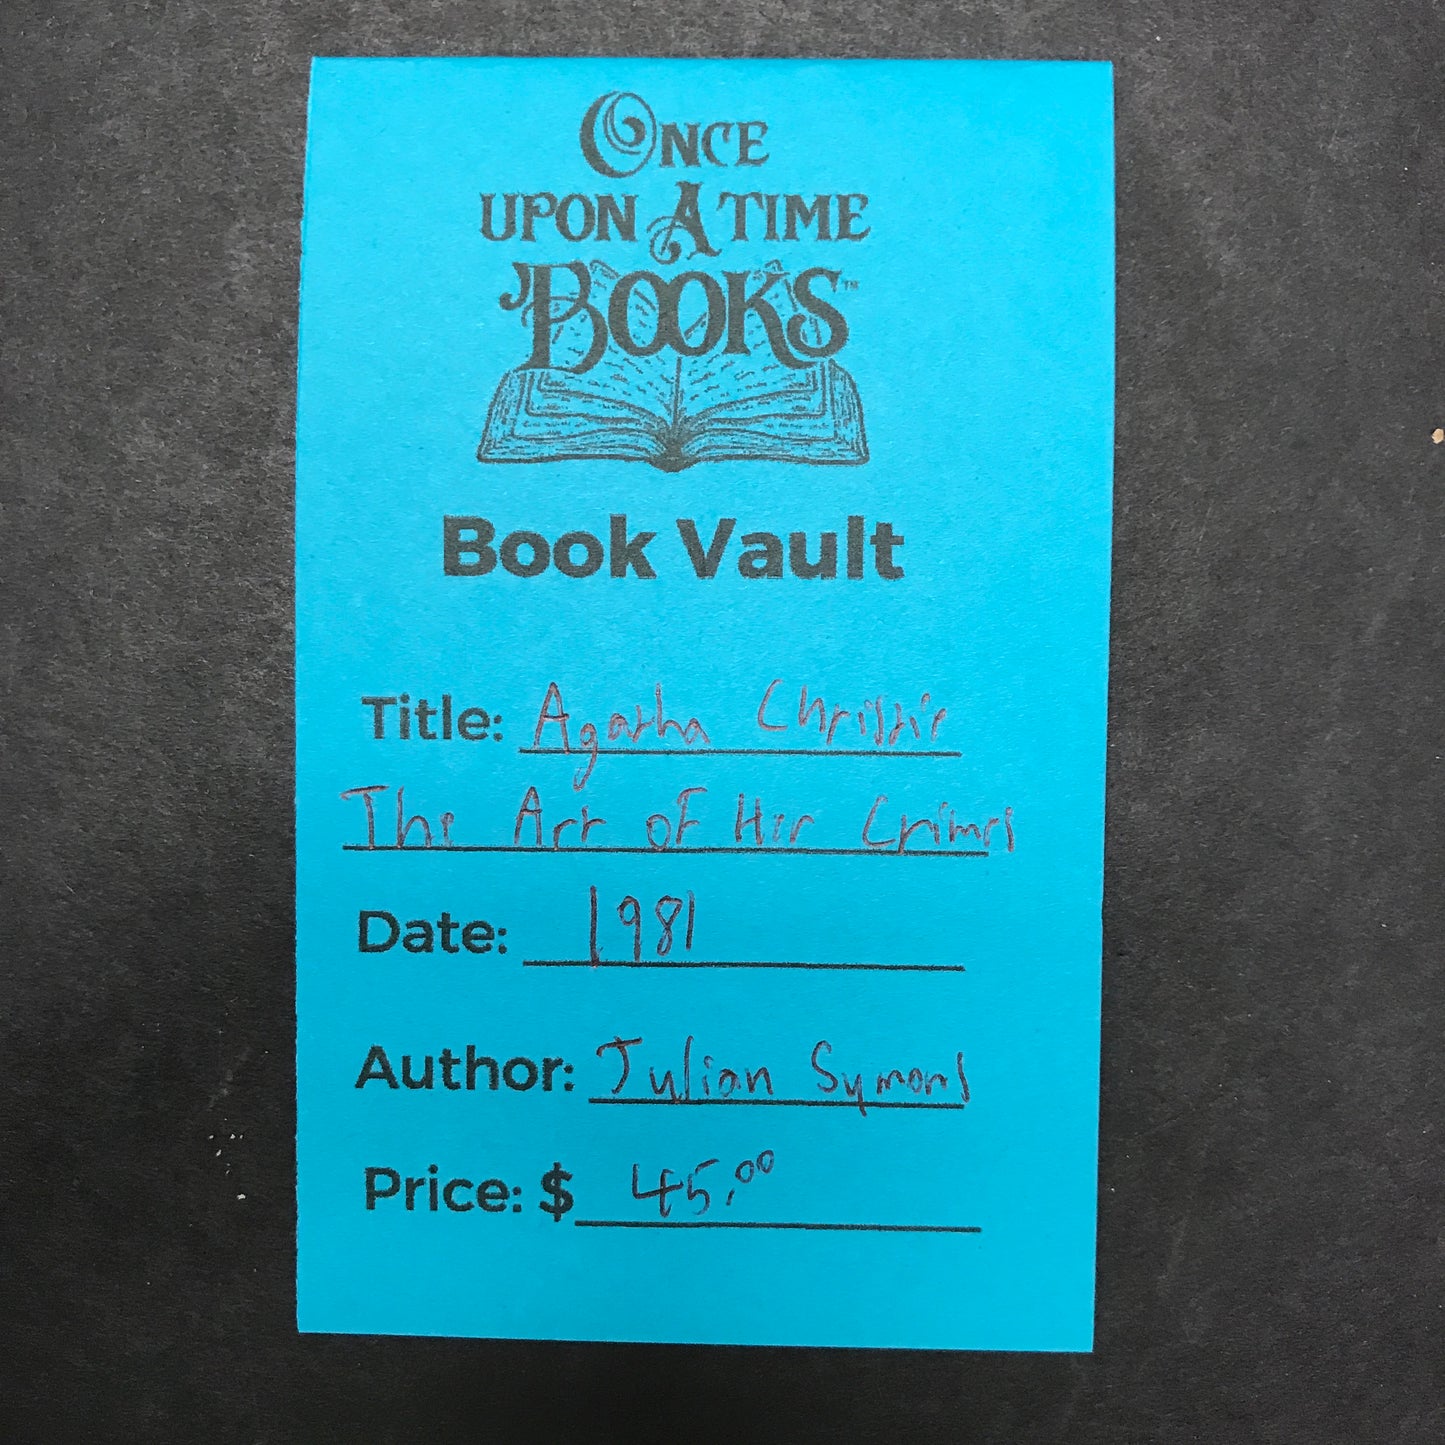 ONCE
UPON A TIME
BOOKS™
Book Vault
Title: Agatha Christie
The Art of Her Crimes
Date: 1981
Author: Julian Symons
Price: $ 45.00